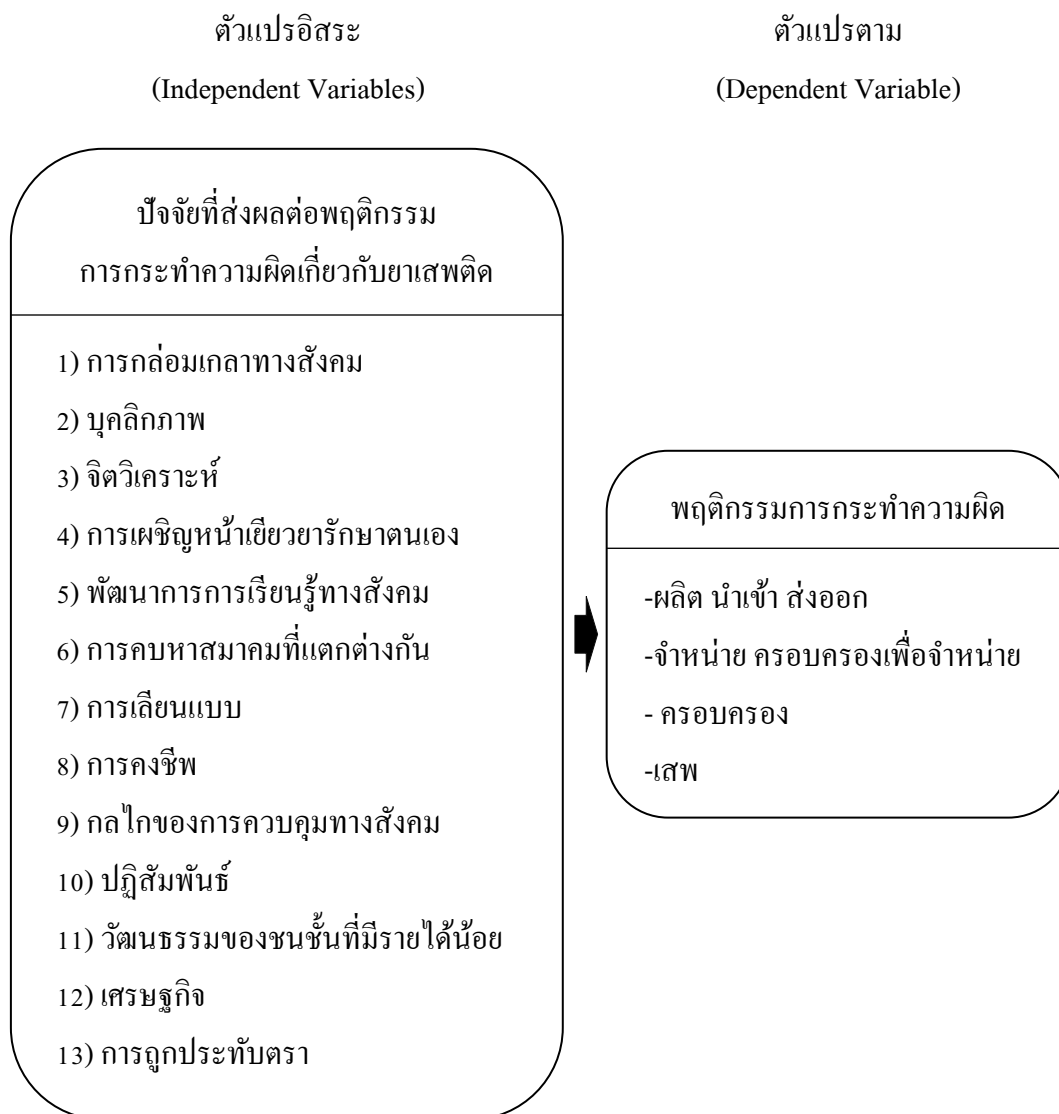 ตัวแปรอิสระ
(Independent Variables)
ตัวแปรตาม
(Dependent Variable)
ปัจจัยที่ส่งผลต่อพฤติกรรม
การกระทำความผิดเกี่ยวกับยาเสพติด
1) การกล่อมเกลาทางสังคม
2) บุคลิกภาพ
3) จิตวิเคราะห์
4) การเผชิญหน้าเยียวยารักษาตนเอง
5) พัฒนาการการเรียนรู้ทางสังคม
6) การคบหาสมาคมที่แตกต่างกัน
7) การเลียนแบบ
8) การคงชีพ
9) กลไกของการควบคุมทางสังคม
10) ปฏิสัมพันธ์
11) วัฒนธรรมของชนชั้นที่มีรายได้น้อย
12) เศรษฐกิจ
13) การถูกประทับตรา
พฤติกรรมการกระทำความผิด
-ผลิต นำเข้า ส่งออก
-จำหน่าย ครอบครองเพื่อจำหน่าย
- ครอบครอง
-เสพ